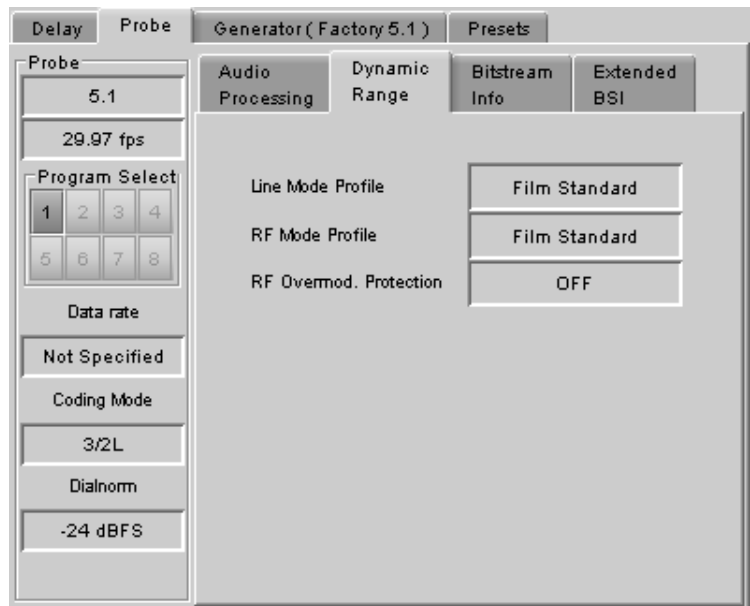 Delay
Probe
Generator ( Factory 5.1 )
Presets
Probe
5.1
29.97 fps
Program Select
1 2 3 4
5 6 7 8
Data rate
Not Specified
Coding Mode
3/2L
Dialnorm
-24 dBFS
Audio
Processing
Dynamic
Range
Bitstream
Info
Extended
BSI
Line Mode Profile
Film Standard
RF Mode Profile
Film Standard
RF Overmod. Protection
OFF